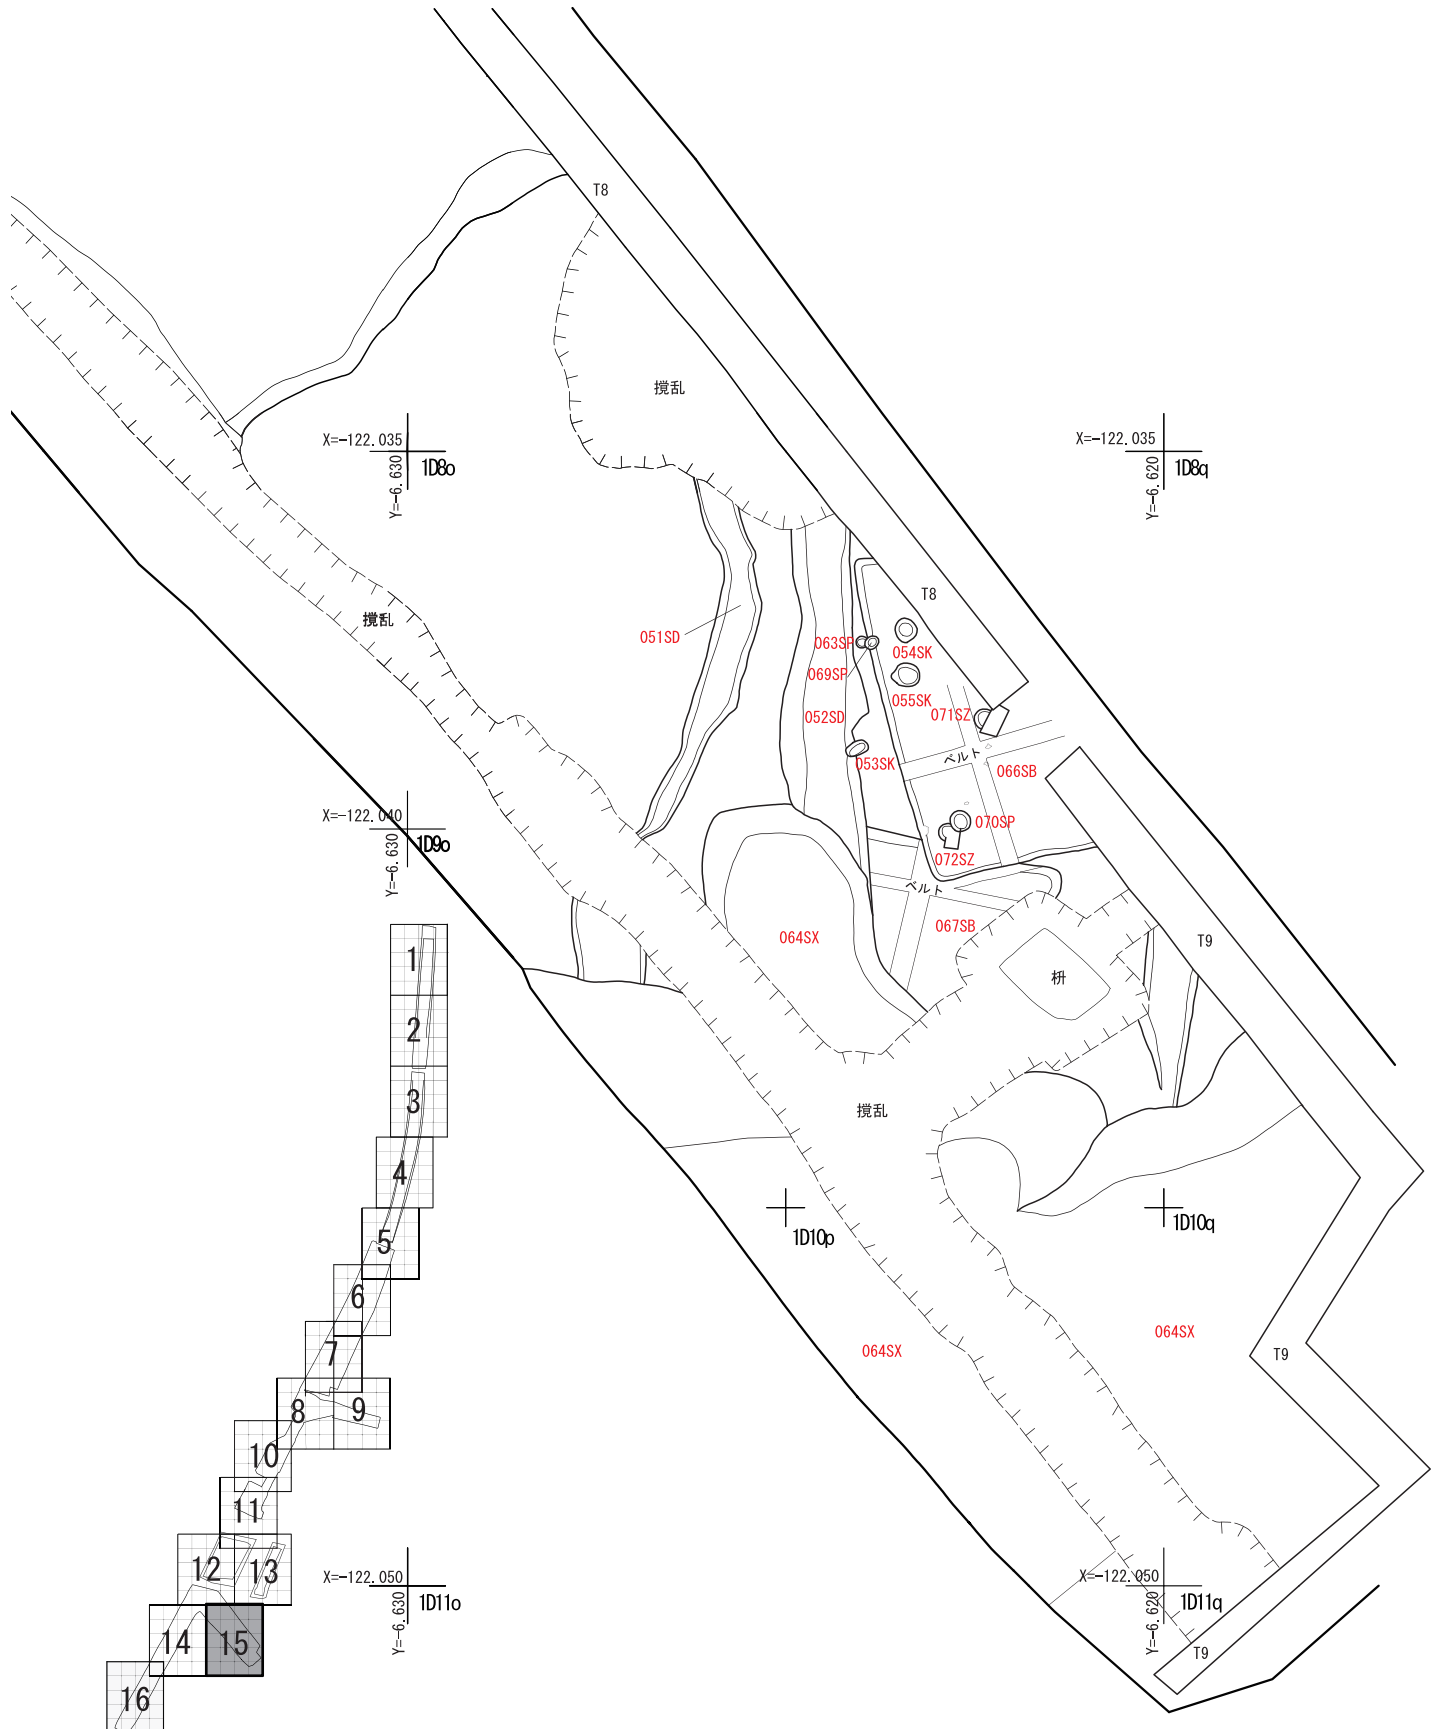 T8
撹乱
X=-122.035
Y=-6.630
1D8o
X=-122.035
Y=-6.620
1D8q
撹乱
051SD
T8
063SP
054SK
069SP
055SK
052SD
071SZ
053SK
ベルト
066SB
X=-122.040
Y=-6.630
1D9o
070SP
072SZ
ベルト
064SX
067SB
T9
枡
撹乱
1D10p
1D10q
064SX
064SX
T9
X=-122.050
Y=-6.630
1D11o
X=-122.050
Y=-6.620
1D11q
T9
1
2
3
4
5
6
7
8
9
10
11
12
13
14
15
16